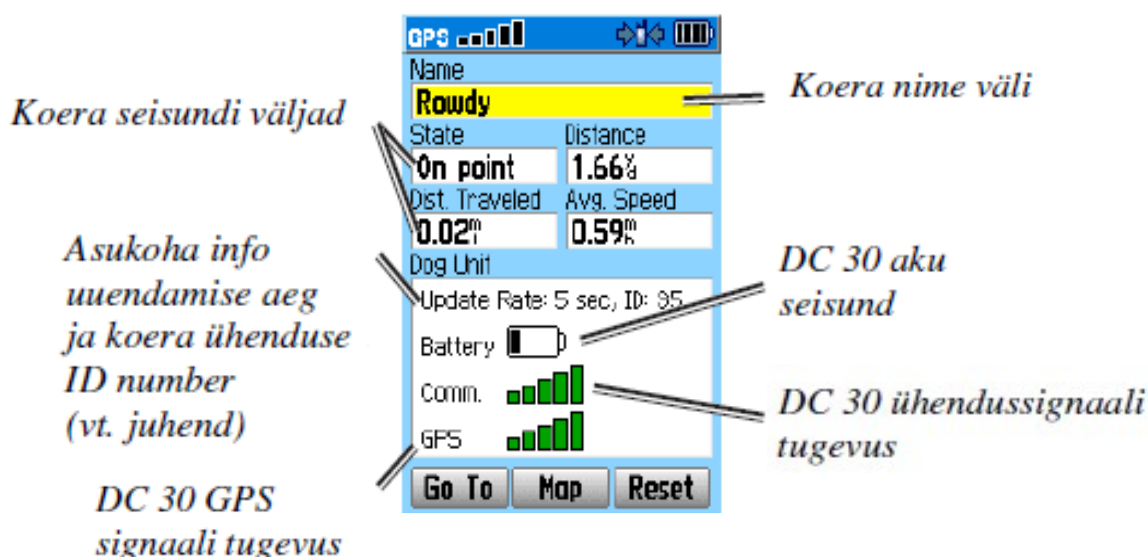 GPS
Name
Rowdy
State
Distance
On point
1.66
Dist. Traveled
Avg. Speed
0.02
0.59
Dog Unit
Update Rate: 5 sec, ID:
Battery
Comm.
GPS
Go To
Map
Reset
Koera seisundi väljad
Asukoha info
uuendamise aeg
ja koera ühenduse
ID number
(vt. juhend)
DC 30 GPS
signaali tugevus
Koera nime väli
DC 30 aku
seisund
DC 30 ühendussignaali
tugevus